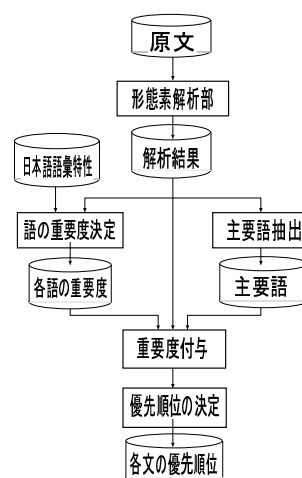 原文
形態素解析部
日本語語彙特性
解析結果
語の重要度決定
主要語抽出
各語の重要度
主要語
重要度付与
優先順位の決定
各文の優先順位